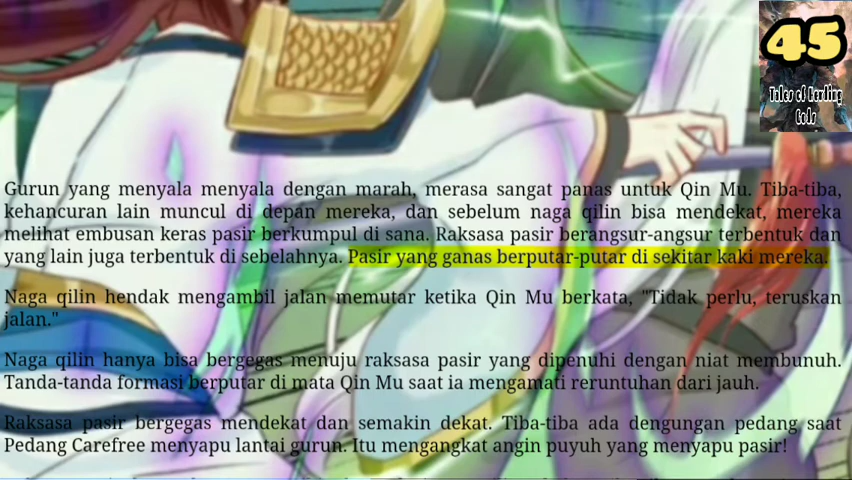 45
Tales of Herding
Gods
Gurun yang menyala menyala dengan marah, merasa sangat panas untuk Qin Mu. Tiba-tiba,
kehancuran lain muncul di depan mereka, dan sebelum naga qilin bisa mendekat, mereka
melihat embusan keras pasir berkumpul di sana. Raksasa pasir berangsur-angsur terbentuk dan
yang lain juga terbentuk di sebelahnya. Pasir yang ganas berputar-putar di sekitar kaki mereka.
Naga qilin hendak mengambil jalan memutar ketika Qin Mu berkata, "Tidak perlu, teruskan
jalan."
Naga qilin hanya bisa bergegas menuju raksasa pasir yang dipenuhi dengan niat membunuh.
Tanda-tanda formasi berputar di mata Qin Mu saat ia mengamati reruntuhan dari jauh.
Raksasa pasir bergegas mendekat dan semakin dekat. Tiba-tiba ada dengungan pedang saat
Pedang Carefree menyapu lantai gurun. Itu mengangkat angin puyuh yang menyapu pasir!